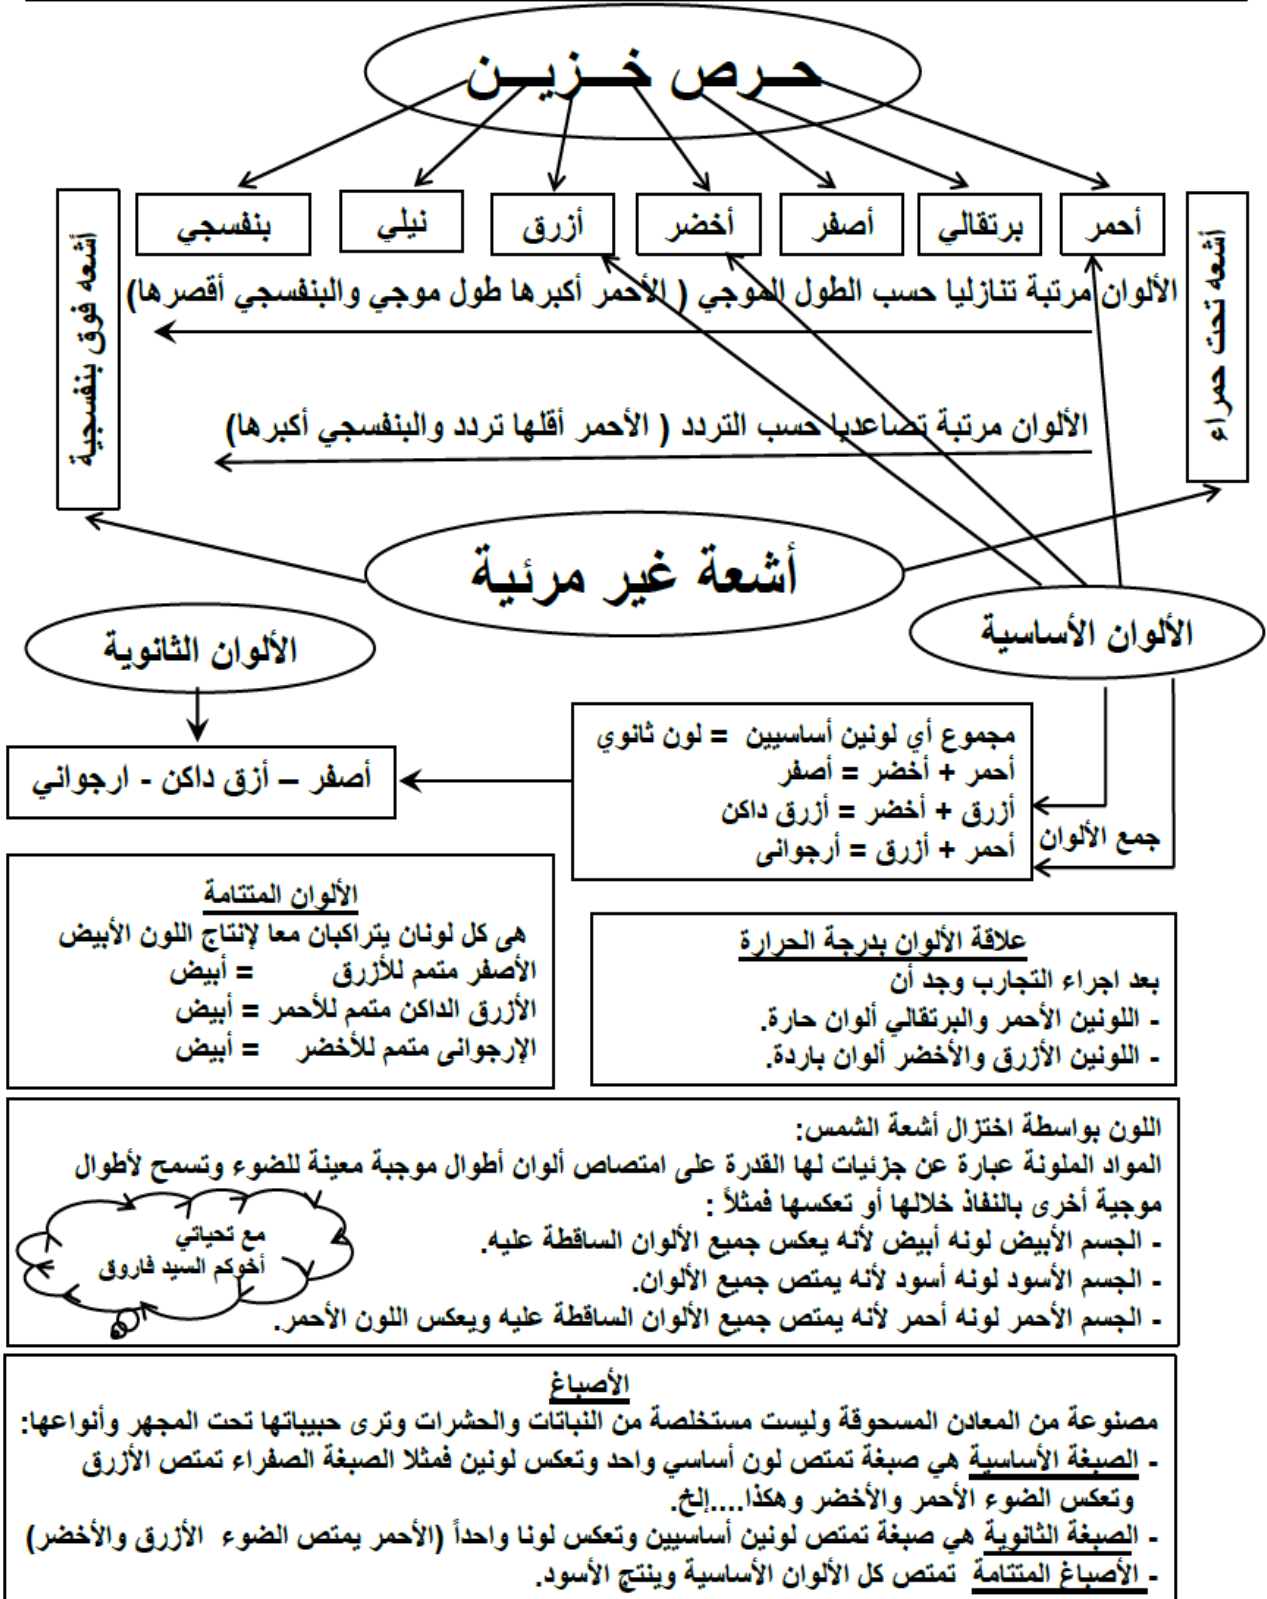 حـرص خـزيـن
أحمر
برتقالي
أصفر
أخضر
أزرق
نيلي
بنفسجي
أشعه تحت حمراء
أشعه فوق بنفسجية
الألوان مرتبة تنازليا حسب الطول الموجي ( الأحمر أكبرها طول موجي والبنفسجي أقصرها)
الألوان مرتبة تصاعديا حسب التردد ( الأحمر أقلها تردد والبنفسجي أكبرها)
أشعة غير مرئية
الألوان الأساسية
الألوان الثانوية
مجموع أي لونين أساسيين = لون ثانوي
أحمر + أخضر = أصفر
أزرق + أخضر = أزرق داكن
أحمر + أزرق = أرجوانى
جمع الألوان
أصفر – أزق داكن - ارجواني
علاقة الألوان بدرجة الحرارة
بعد اجراء التجارب وجد أن
- اللونين الأحمر والبرتقالي ألوان حارة.
- اللونين الأزرق والأخضر ألوان باردة.
الألوان المتتامة
هى كل لونان يتراكبان معا لإنتاج اللون الأبيض
الأصفر متمم للأزرق = أبيض
الأزرق الداكن متمم للأحمر = أبيض
الإرجوانى متمم للأخضر = أبيض
اللون بواسطة اختزال أشعة الشمس:
المواد الملونة عبارة عن جزئيات لها القدرة على امتصاص ألوان أطوال موجبة معينة للضوء وتسمح لأطوال
موجية أخرى بالنفاذ خلالها أو تعكسها فمثلاً :
- الجسم الأبيض لونه أبيض لأنه يعكس جميع الألوان الساقطة عليه.
- الجسم الأسود لونه أسود لأنه يمتص جميع الألوان.
- الجسم الأحمر لونه أحمر لأنه يمتص جميع الألوان الساقطة عليه ويعكس اللون الأحمر.
مع تحياتي
أخوكم السيد فاروق
الأصباغ
مصنوعة من المعادن المسحوقة وليست مستخلصة من النباتات والحشرات وترى حبيباتها تحت المجهر وأنواعها:
- الصبغة الأساسية هي صبغة تمتص لون أساسي واحد وتعكس لونين فمثلا الصبغة الصفراء تمتص الأزرق
وتعكس الضوء الأحمر والأخضر وهكذا....إلخ.
- الصبغة الثانوية هي صبغة تمتص لونين أساسيين وتعكس لونا واحداً (الأحمر يمتص الضوء الأزرق والأخضر)
- الأصباغ المتتامة تمتص كل الألوان الأساسية وينتج الأسود.